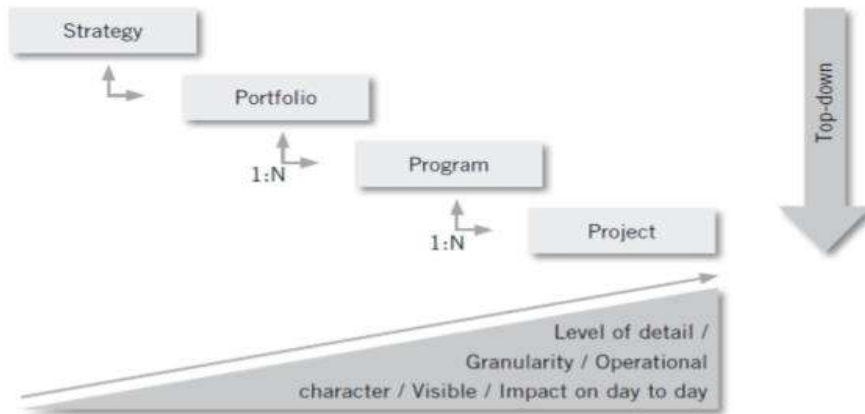 Strategy
Portfolio
1:N
Program
1:N
Project
Top-down
Level of detail /
Granularity / Operational
character / Visible / Impact on day to day